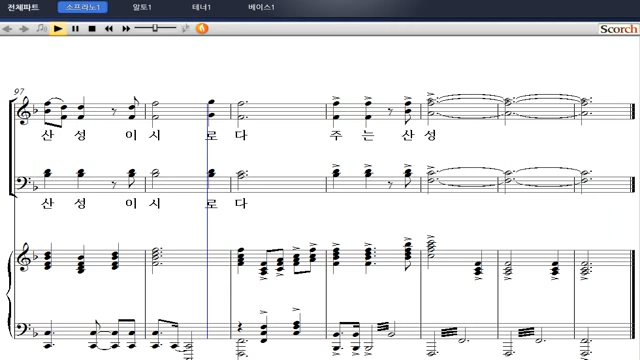 전체파트 소프라노1 알토1 테너1 베이스1
Scorch
97
산 성 이 시 로 다 주 는 산 성
산 성 이 시 로 다